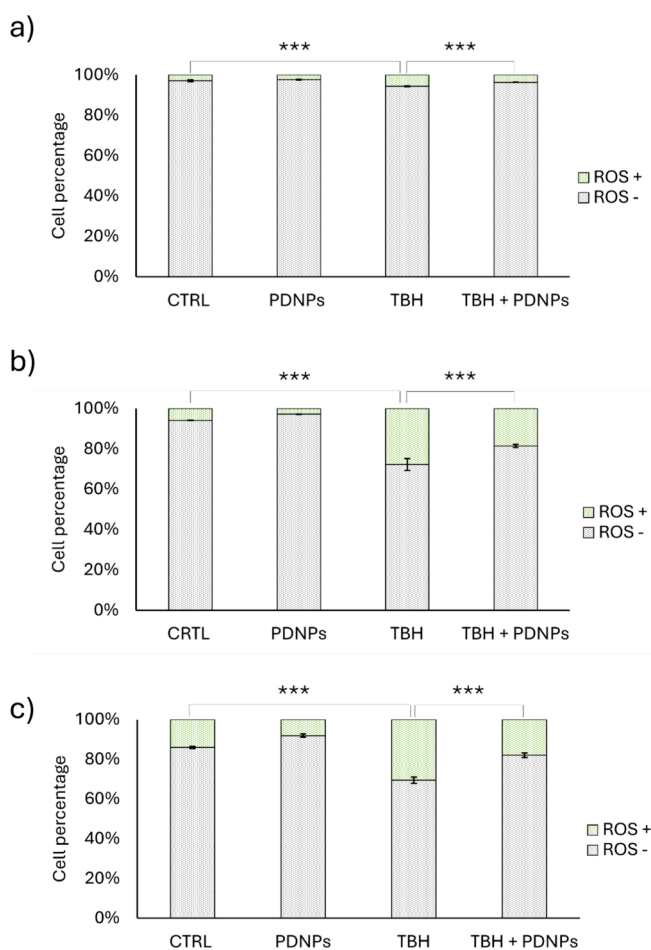 a)
*** ***
100%
80%
60%
40%
20%
0%
Cell percentage
CTRL PDNPs TBH TBH + PDNPs
ROS +
ROS -
b)
*** ***
100%
80%
60%
40%
20%
0%
Cell percentage
CRTL PDNPs TBH TBH + PDNPs
ROS +
ROS -
c)
*** ***
100%
80%
60%
40%
20%
0%
Cell percentage
CTRL PDNPs TBH TBH + PDNPs
ROS +
ROS -